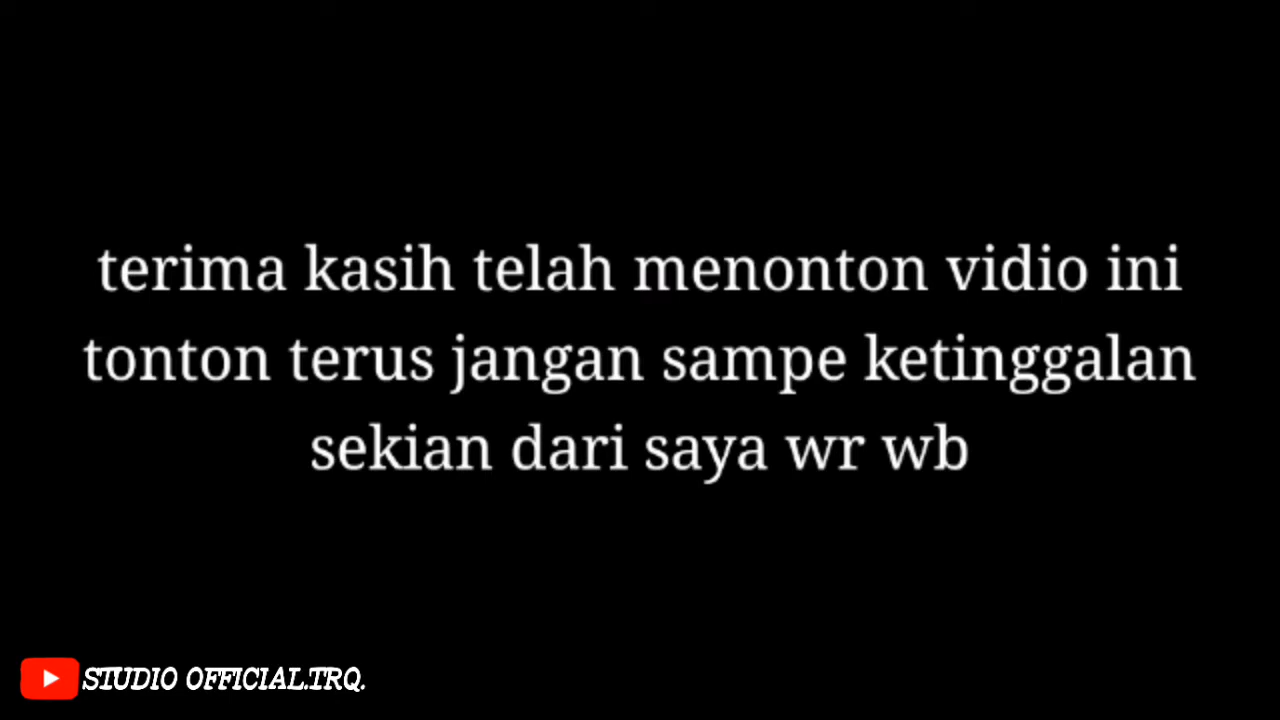 terima kasih telah menonton vidio ini
tonton terus jangan sampe ketinggalan
sekian dari saya wr wb
STUDIO OFFICIAL.TRQ.